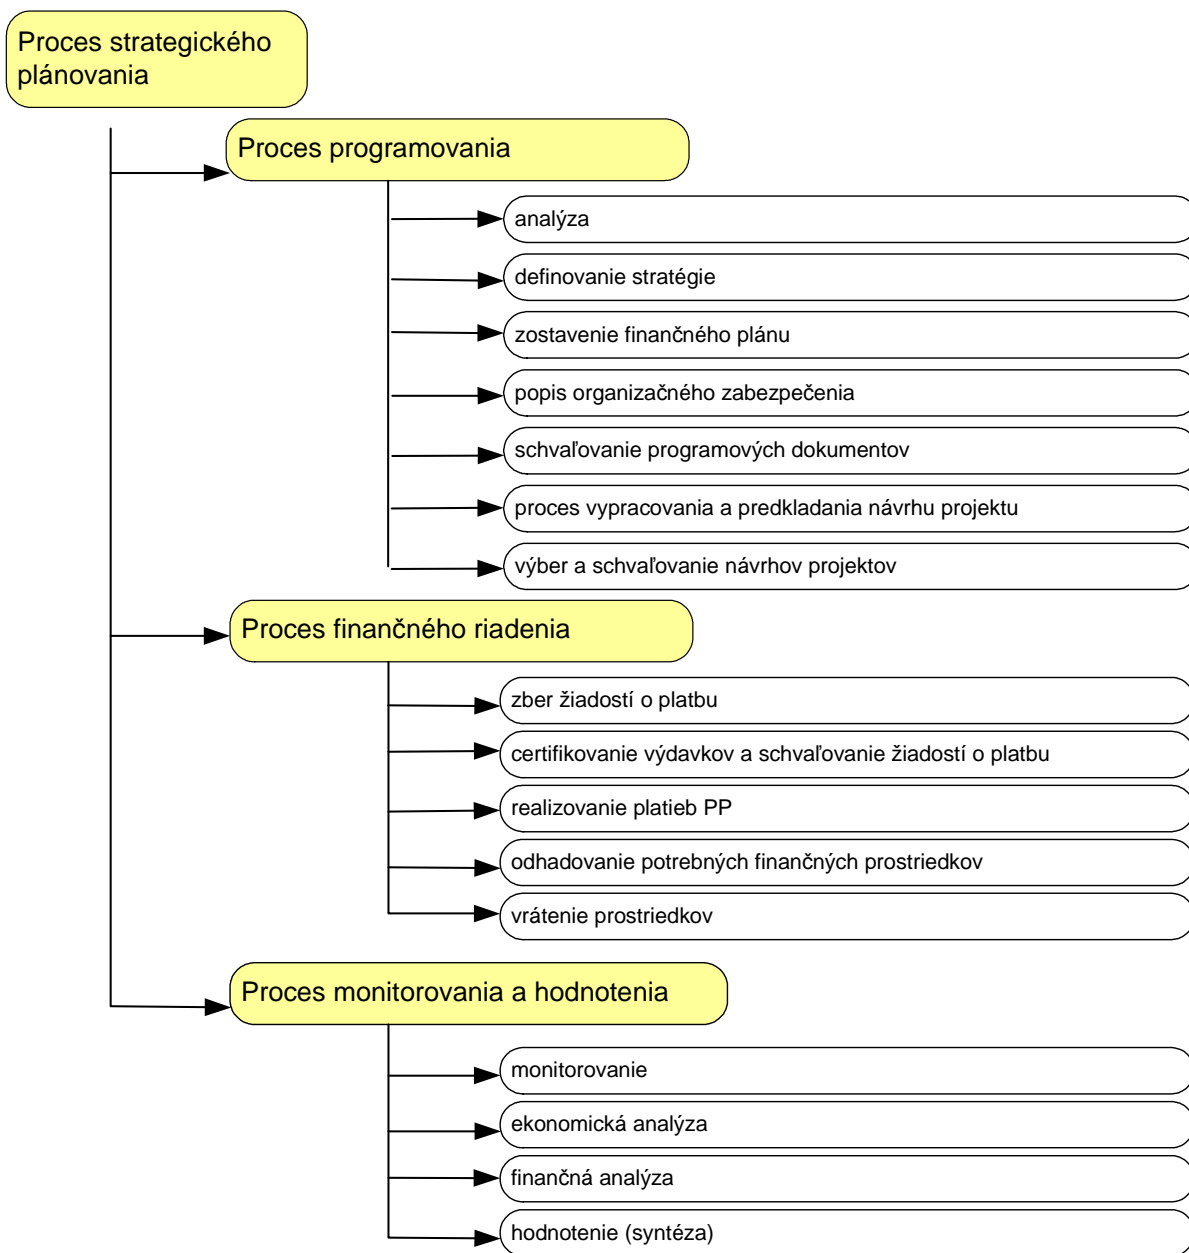 Proces strategického
plánovania
Proces programovania
analýza
definovanie stratégie
zostavenie finančného plánu
popis organizačného zabezpečenia
schvaľovanie programových dokumentov
proces vypracovania a predkladania návrhu projektu
výber a schvaľovanie návrhov projektov
Proces finančného riadenia
zber žiadostí o platbu
certifikovanie výdavkov a schvaľovanie žiadostí o platbu
realizovanie platieb PP
odhadovanie potrebných finančných prostriedkov
vrátenie prostriedkov
Proces monitorovania a hodnotenia
monitorovanie
ekonomická analýza
finančná analýza
hodnotenie (syntéza)